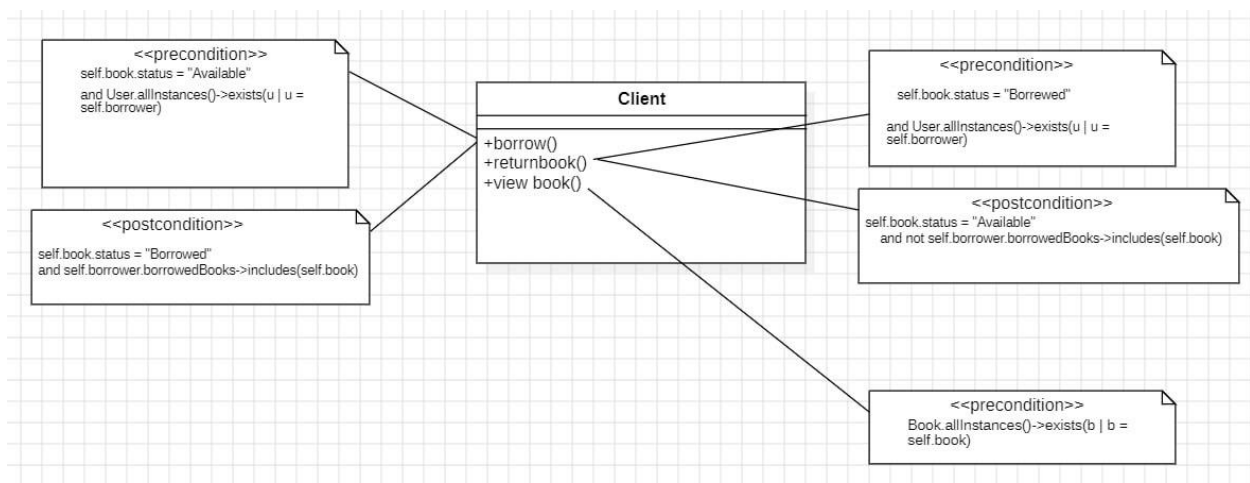 <<precondition>>
self.book.status = "Available"
and User.allInstances()->exists(u | u =
self.borrower)
<<postcondition>>
self.book.status = "Borrowed"
and self.borrower.borrowedBooks->includes(self.book)
Client
+borrow()
+returnbook()
+view book()
<<precondition>>
self.book.status = "Borrewed"
and User.allInstances()->exists(u | u =
self.borrower)
<<postcondition>>
self.book.status = "Available"
and not self.borrower.borrowedBooks->includes(self.book)
<<precondition>>
Book.allInstances()->exists(b | b =
self.book)